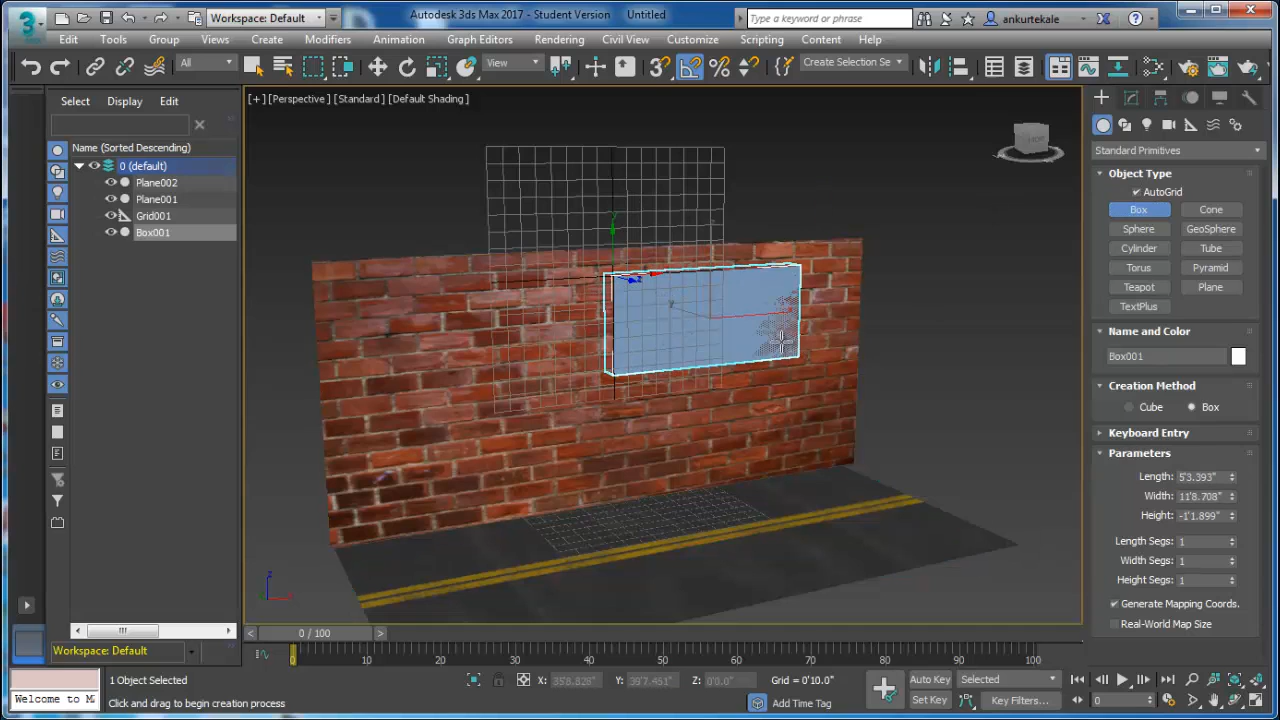 Workspace: Default
Autodesk 3ds Max 2017 - Student Version Untitled
Type a keyword or phrase
ankurtekale
Edit Tools Group Views Create Modifiers Animation Graph Editors Rendering Civil View Customize Scripting Content Help
All
View
Create Selection Se
Select Display Edit
[+] [Perspective] [Standard] [Default Shading]
Name (Sorted Descending)
0 (default)
Plane002
Plane001
Grid001
Box001
Standard Primitives
Object Type
AutoGrid
Box Cone
Sphere GeoSphere
Cylinder Tube
Torus Pyramid
Teapot Plane
TextPlus
Name and Color
Box001
Creation Method
Cube Box
Keyboard Entry
Parameters
Length: 5'3.393"
Width: 11'8.708"
Height: -1'1.899"
Length Segs: 1
Width Segs: 1
Height Segs: 1
Generate Mapping Coords.
Real-World Map Size
0 / 100
Workspace: Default
0 10 20 30 40 50 60 70 80 90 100
1 Object Selected
X: 35'8.828"
Y: 39'7.451"
Z: 0'0.0"
Grid = 0'10.0"
Auto Key
Selected
Welcome to M
Click and drag to begin creation process
Add Time Tag
Set Key
Key Filters...
0